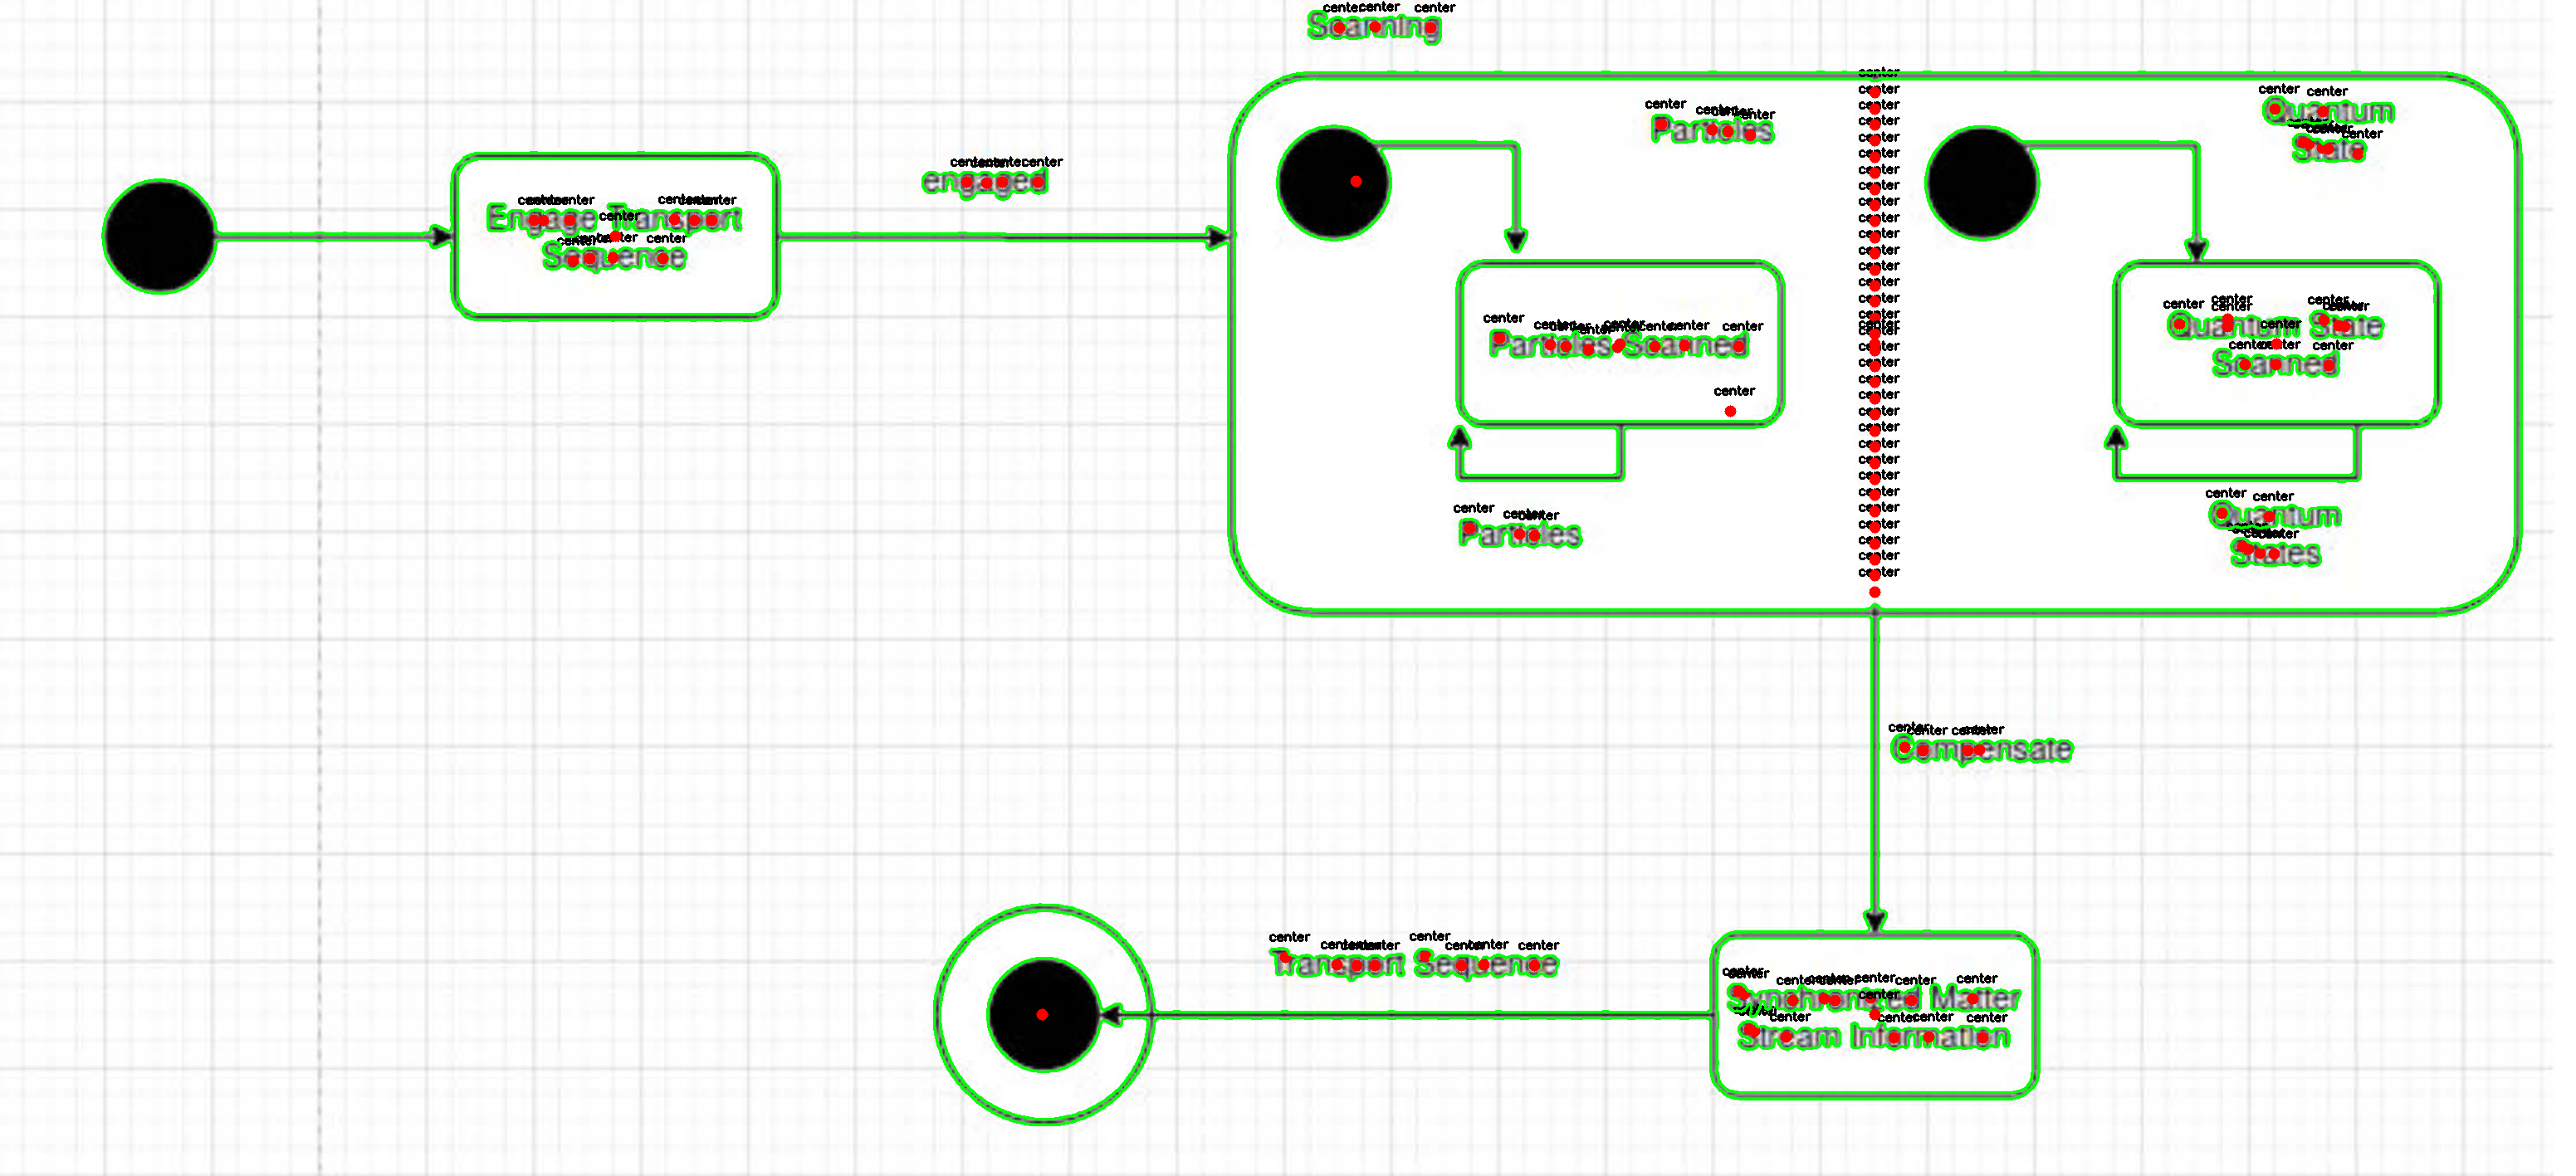 Scanning
Particles
Quantum
State
engaged
Engage Transport
Sequence
Particles Scanned
Quantum State
Scanned
Particles
Quantum
States
Compensate
Transport Sequence
Synchronized Matter
Stream Information
center